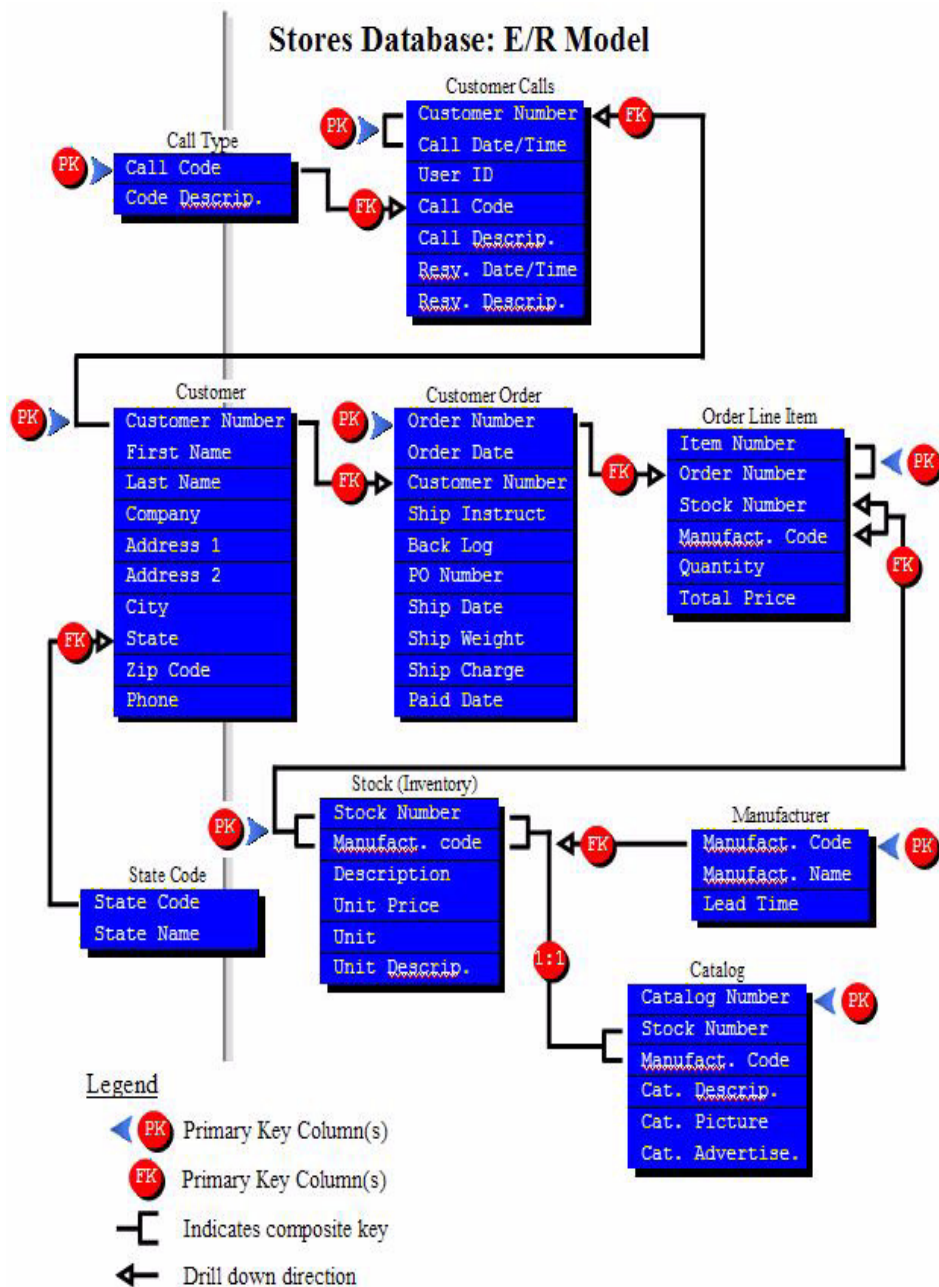 Stores Database: E/R Model
Customer Calls
PK
Customer Number
FK
Call Date/Time
User ID
Call Code
Call Descrip.
Resv. Date/Time
Resv. Descrip.
Call Type
PK
Call Code
Code Descrip.
FK
Customer
PK
Customer Number
First Name
Last Name
Company
Address 1
Address 2
City
State
Zip Code
Phone
FK
Customer Order
PK
FK
Order Number
Order Date
Customer Number
Ship Instruct
Back Log
PO Number
Ship Date
Ship Weight
Ship Charge
Paid Date
Order Line Item
FK
Item Number
Order Number
Stock Number
Manufact. Code
Quantity
Total Price
PK
FK
Stock (Inventory)
PK
Stock Number
Manufact. code
Description
Unit Price
Unit
Unit Descrip.
FK
Manufacturer
Manufact. Code
Manufact. Name
Lead Time
PK
State Code
State Code
State Name
1:1
Catalog
Catalog Number
Stock Number
Manufact. Code
Cat. Descrip.
Cat. Picture
Cat. Advertise.
PK
Legend
PK Primary Key Column(s)
FK Primary Key Column(s)
Indicates composite key
Drill down direction